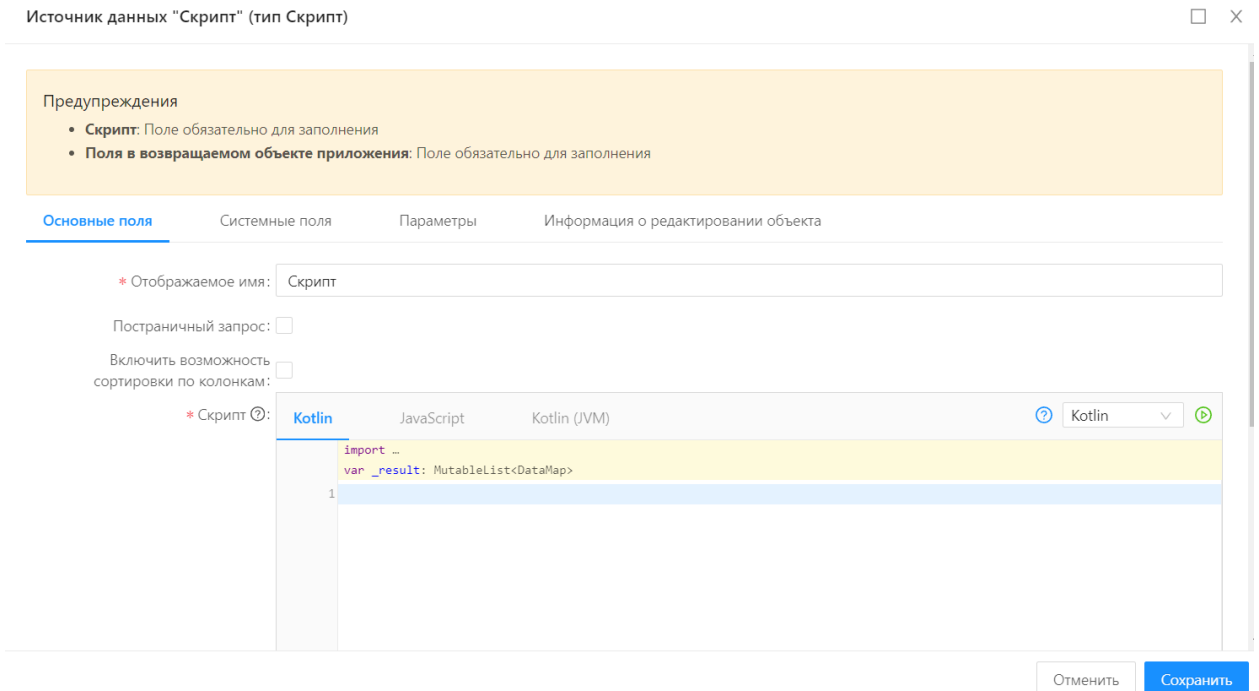 Источник данных "Скрипт" (тип Скрипт)
Предупреждения
• Скрипт: Поле обязательно для заполнения
• Поля в возвращаемом объекте приложения: Поле обязательно для заполнения
Основные поля Системные поля Параметры Информация о редактировании объекта
* Отображаемое имя: Скрипт
Постраничный запрос:
Включить возможность
сортировки по колонкам:
* Скрипт ?: Kotlin JavaScript Kotlin (JVM) ? Kotlin
import …
var _result: MutableList<DataMap>
1
Отменить Сохранить